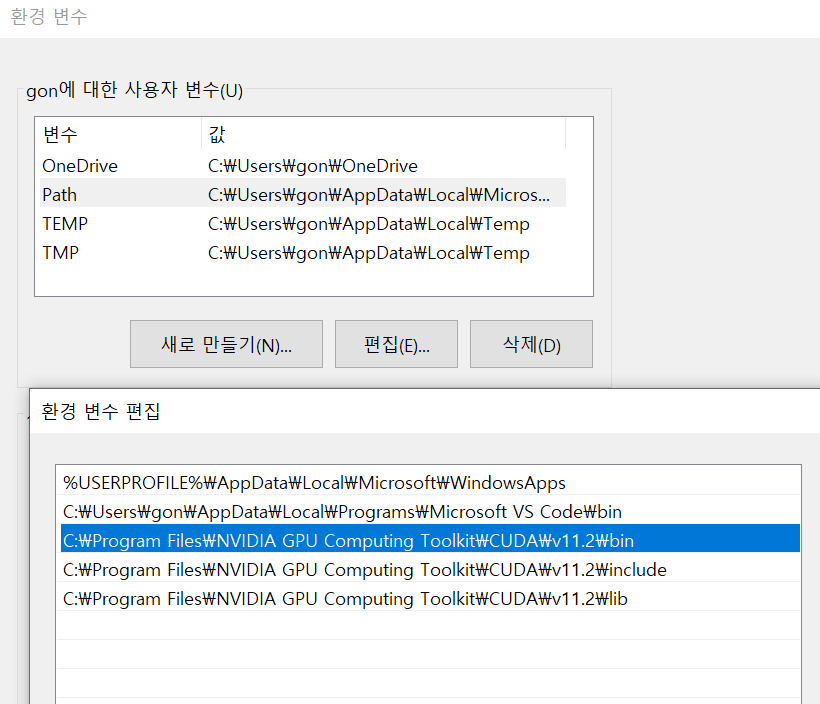 환경 변수
gon에 대한 사용자 변수(U)
변수 값
OneDrive C:₩Users₩gon₩OneDrive
Path C:₩Users₩gon₩AppData₩Local₩Micros...
TEMP C:₩Users₩gon₩AppData₩Local₩Temp
TMP C:₩Users₩gon₩AppData₩Local₩Temp
새로 만들기(N)... 편집(E)... 삭제(D)
환경 변수 편집
%USERPROFILE%₩AppData₩Local₩Microsoft₩WindowsApps
C:₩Users₩gon₩AppData₩Local₩Programs₩Microsoft VS Code₩bin
C:₩Program Files₩NVIDIA GPU Computing Toolkit₩CUDA₩v11.2₩bin
C:₩Program Files₩NVIDIA GPU Computing Toolkit₩CUDA₩v11.2₩include
C:₩Program Files₩NVIDIA GPU Computing Toolkit₩CUDA₩v11.2₩lib